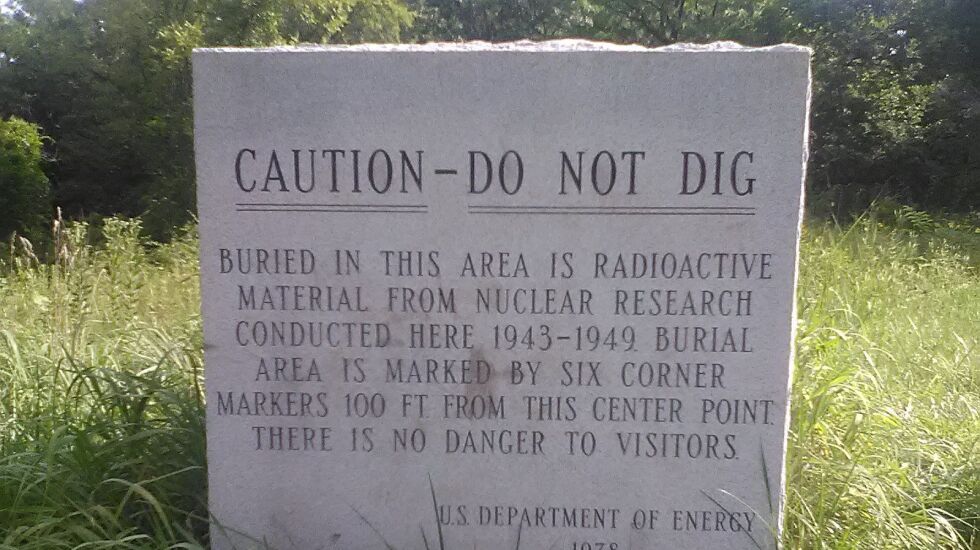 CAUTION-DO NOT DIG
BURIED IN THIS AREA IS RADIOACTIVE
MATERIAL FROM NUCLEAR RESEARCH
CONDUCTED HERE 1943-1949. BURIAL
AREA IS MARKED BY SIX CORNER
MARKERS 100 FT. FROM THIS CENTER POINT.
THERE IS NO DANGER TO VISITORS.
U.S. DEPARTMENT OF ENERGY
1978